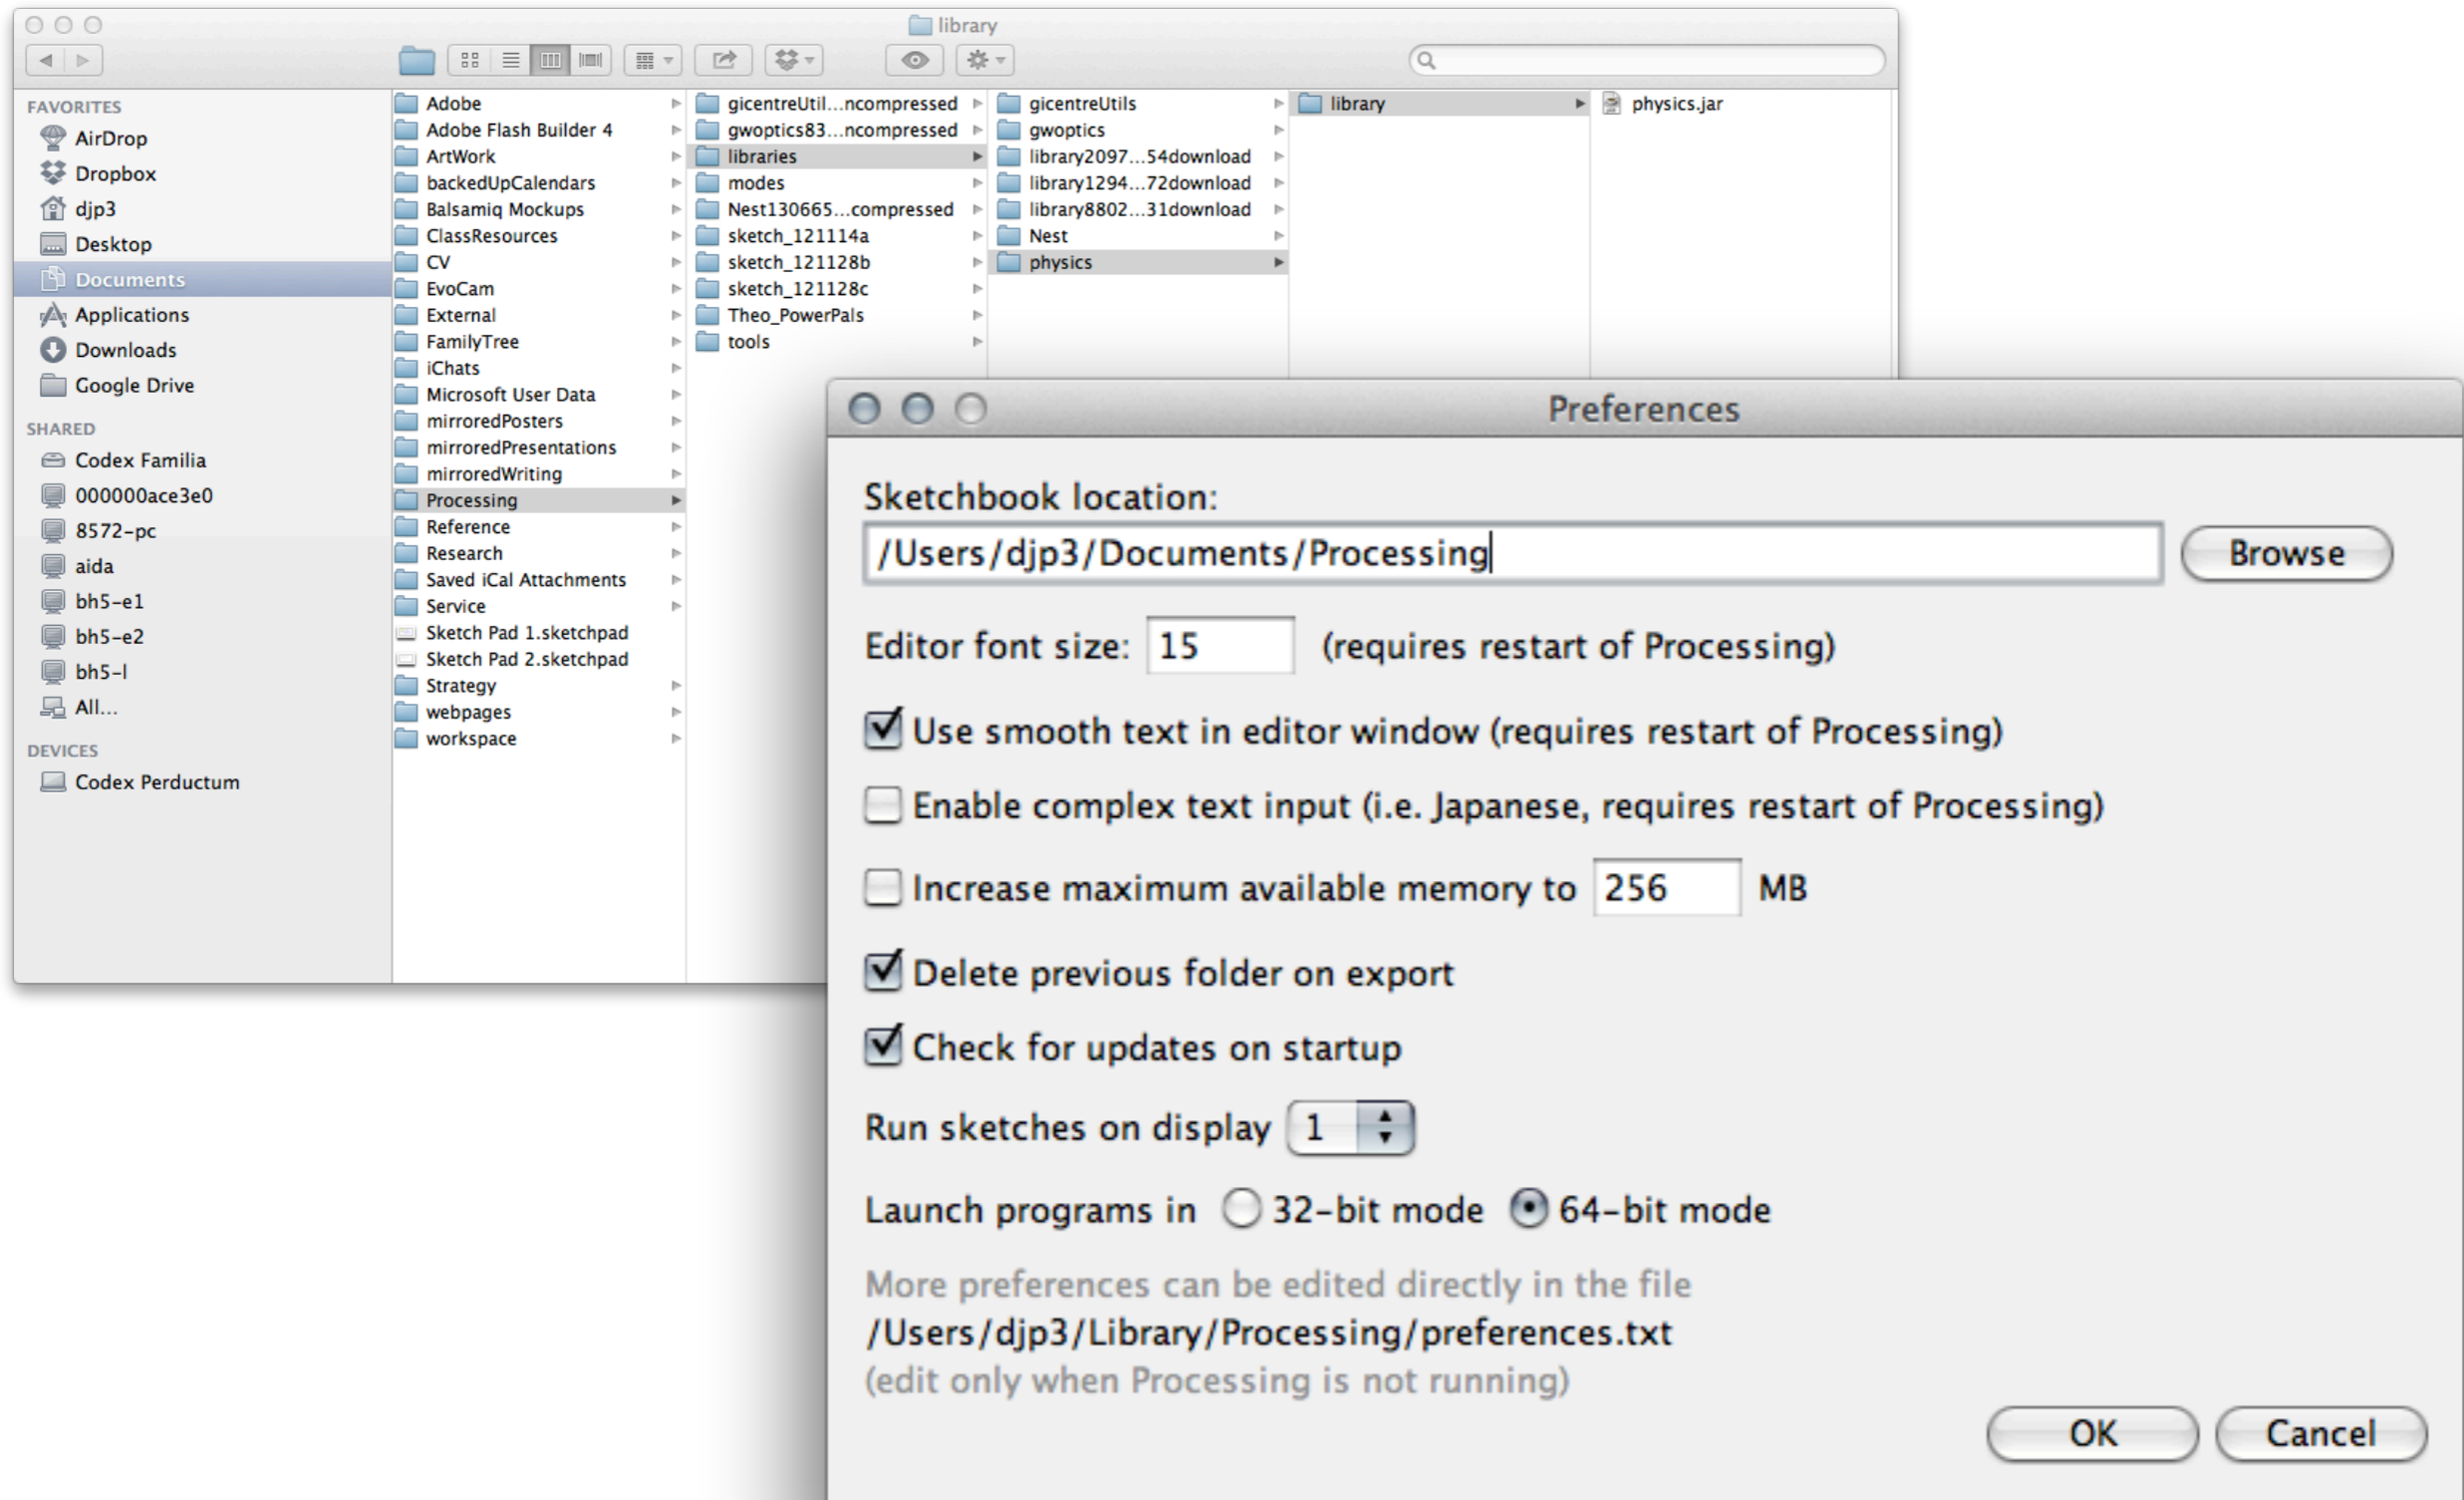 library
FAVORITES
AirDrop
Dropbox
djp3
Desktop
Documents
Applications
Downloads
Google Drive
SHARED
Codex Familia
000000ace3e0
8572-pc
aida
bh5-e1
bh5-e2
bh5-l
All...
DEVICES
Codex Perductum
Adobe
Adobe Flash Builder 4
ArtWork
backedUpCalendars
Balsamiq Mockups
ClassResources
CV
EvoCam
External
FamilyTree
iChats
Microsoft User Data
mirroredPosters
mirroredPresentations
mirroredWriting
Processing
Reference
Research
Saved iCal Attachments
Service
Sketch Pad 1.sketchpad
Sketch Pad 2.sketchpad
Strategy
webpages
workspace
gicentreUtil...ncompressed
gwoptics83...ncompressed
libraries
modes
Nest130665...compressed
sketch_121114a
sketch_121128b
sketch_121128c
Theo_PowerPals
tools
gicentreUtils
gwoptics
library2097...54download
library1294...72download
library8802...31download
Nest
physics
library
physics.jar
Preferences
Sketchbook location:
/Users/djp3/Documents/Processing Browse
Editor font size: 15 (requires restart of Processing)
Use smooth text in editor window (requires restart of Processing)
Enable complex text input (i.e. Japanese, requires restart of Processing)
Increase maximum available memory to 256 MB
Delete previous folder on export
Check for updates on startup
Run sketches on display 1
Launch programs in 32-bit mode 64-bit mode
More preferences can be edited directly in the file
/Users/djp3/Library/Processing/preferences.txt
(edit only when Processing is not running)
OK Cancel